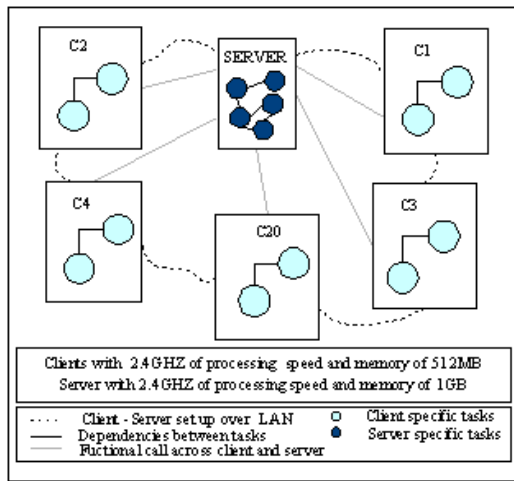 C2
SERVER
C1
C4
C20
C3
Clients with 2.4GHZ of processing speed and memory of 512MB
Server with 2.4GHZ of processing speed and memory of 1GB
Client - Server set up over LAN
Client specific tasks
Dependencies between tasks
Server specific tasks
Fuctional call across client and server